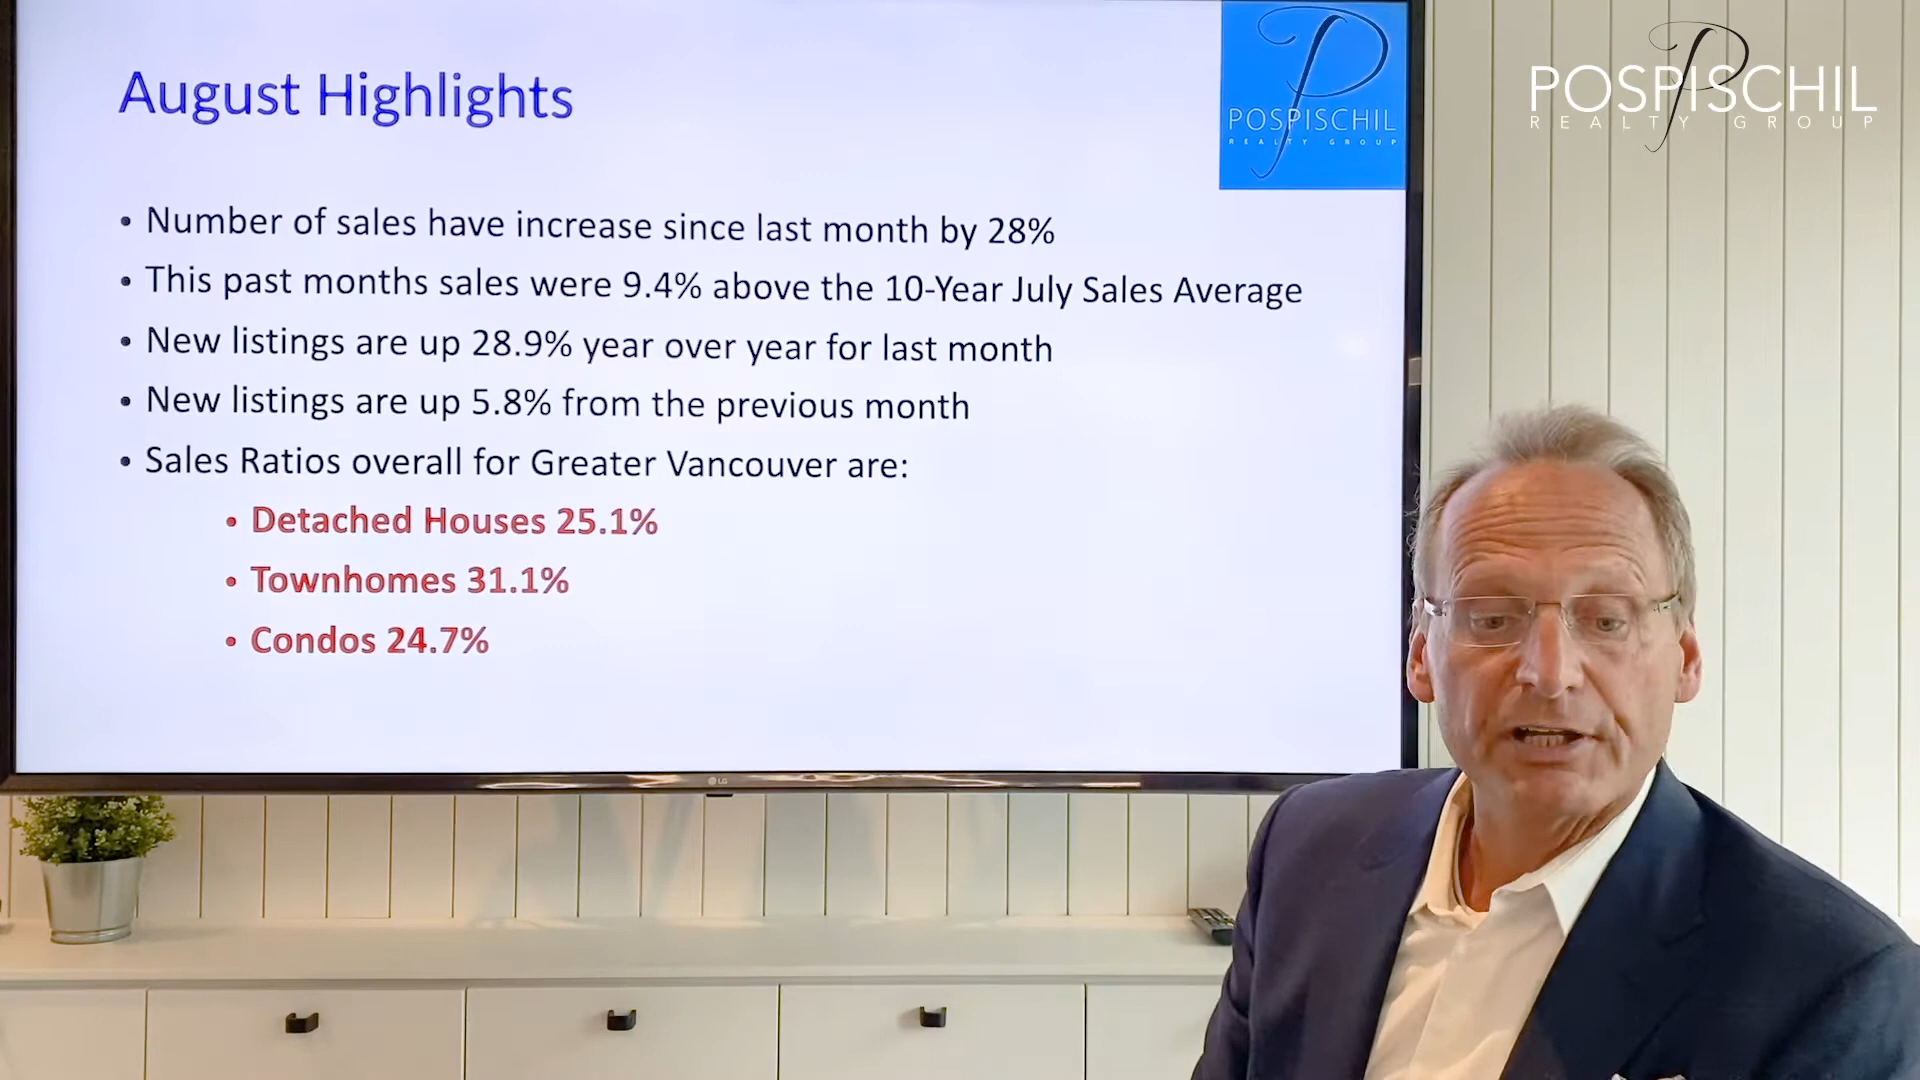 August Highlights
POSPISCHIL
REALTY GROUP
POSPISCHIL
REALTY GROUP
• Number of sales have increase since last month by 28%
• This past months sales were 9.4% above the 10-Year July Sales Average
• New listings are up 28.9% year over year for last month
• New listings are up 5.8% from the previous month
• Sales Ratios overall for Greater Vancouver are:
• Detached Houses 25.1%
• Townhomes 31.1%
• Condos 24.7%
LG